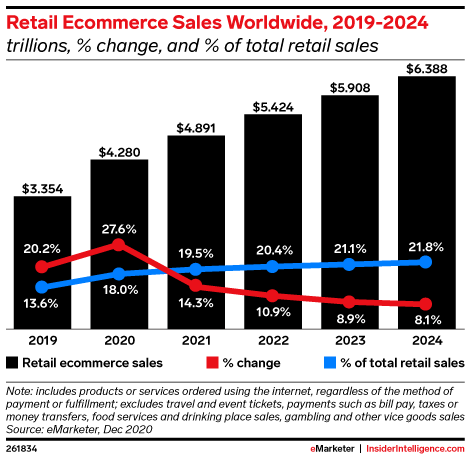 Retail Ecommerce Sales Worldwide, 2019-2024
trillions, % change, and % of total retail sales
$6.388
$5.908
$5.424
$4.891
$4.280
$3.354
27.6%
20.2%
19.5%
20.4%
21.1%
21.8%
13.6%
18.0%
14.3%
10.9%
8.9%
8.1%
2019
2020
2021
2022
2023
2024
Retail ecommerce sales
% change
% of total retail sales
Note: includes products or services ordered using the internet, regardless of the method of
payment or fulfillment; excludes travel and event tickets, payments such as bill pay, taxes or
money transfers, food services and drinking place sales, gambling and other vice goods sales
Source: eMarketer, Dec 2020
261834
eMarketer | InsiderIntelligence.com